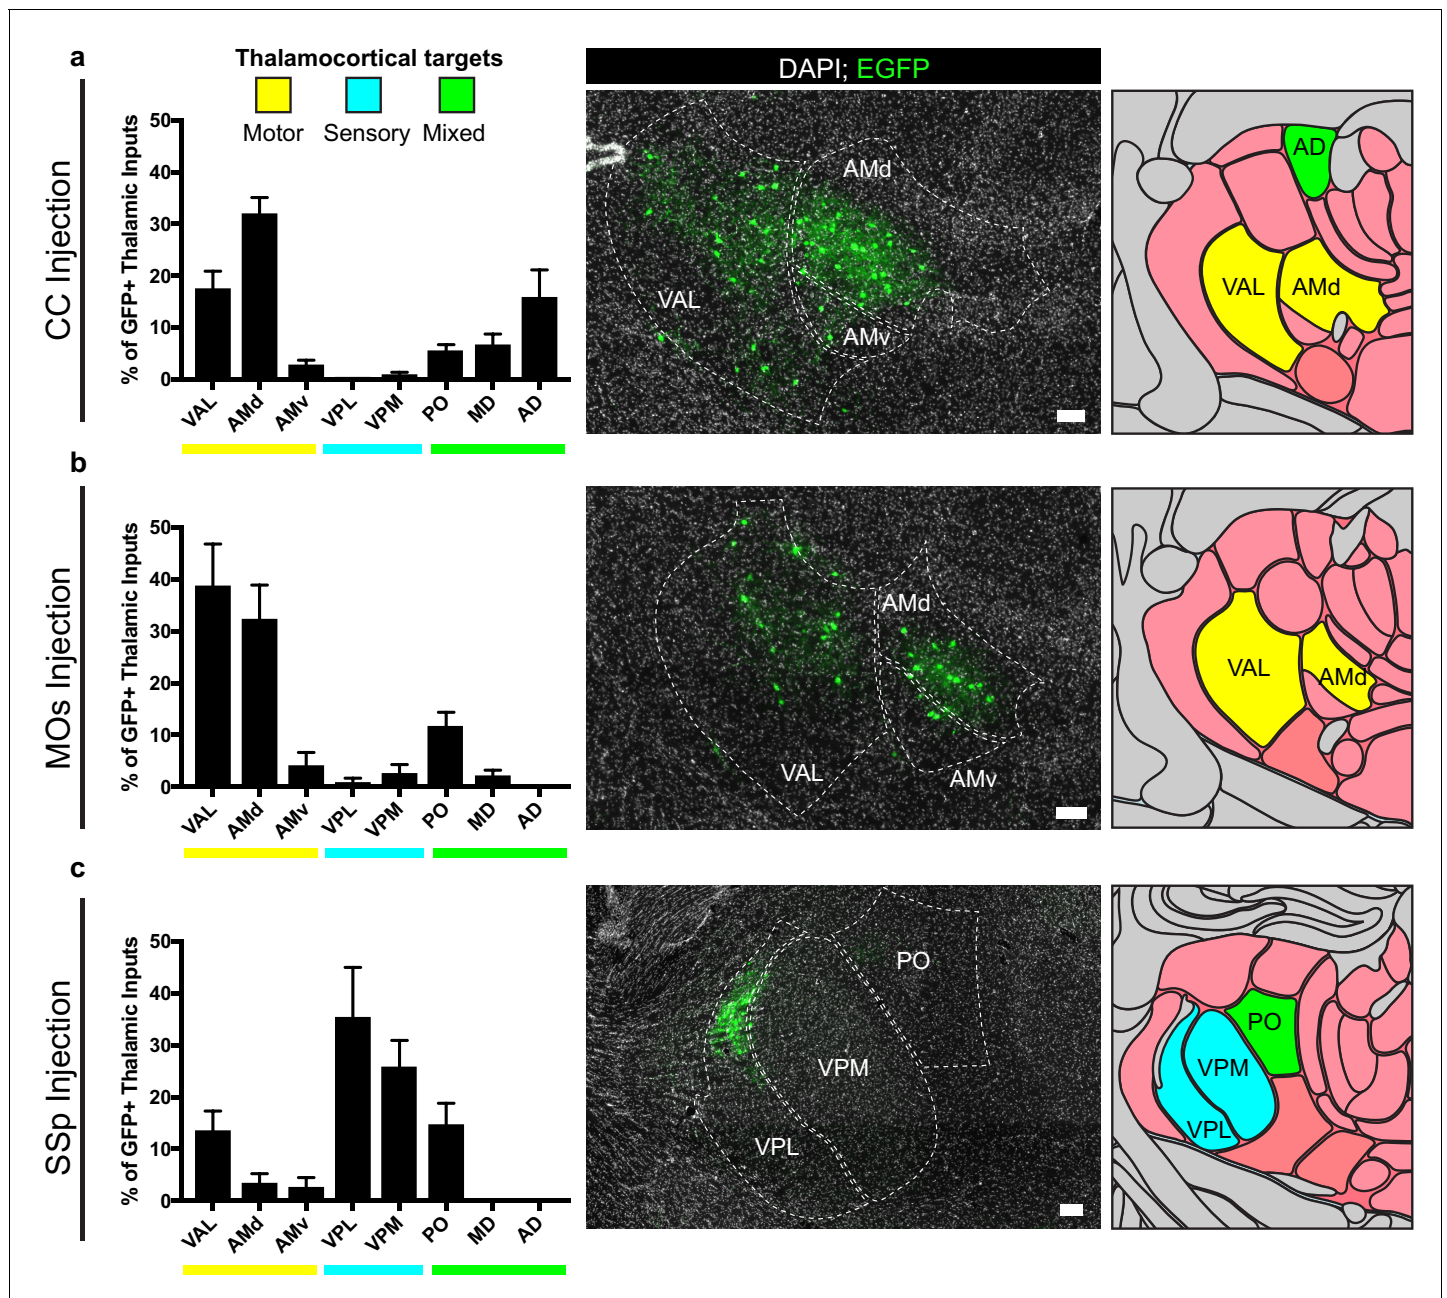 a
Thalamocortical targets
Motor Sensory Mixed
CC Injection
% of GFP+ Thalamic Inputs
50
40
30
20
10
0
VAL AMd AMv VPL VPM PO MD AD
DAPI; EGFP
AMd
VAL
AMv
AD
VAL AMd
b
MOs Injection
% of GFP+ Thalamic Inputs
50
40
30
20
10
0
VAL AMd AMv VPL VPM PO MD AD
AMd
VAL
AMv
VAL AMd
c
SSp Injection
% of GFP+ Thalamic Inputs
50
40
30
20
10
0
VAL AMd AMv VPL VPM PO MD AD
PO
VPM
VPL
PO
VPM
VPL